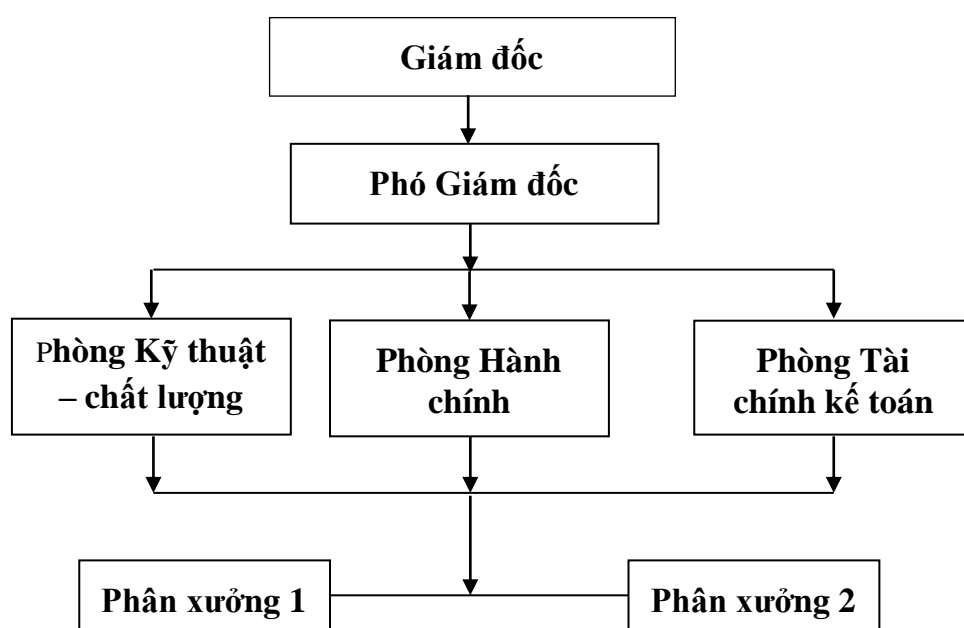 Giám đốc
Phó Giám đốc
Phòng Kỹ thuật
– chất lượng
Phòng Hành
chính
Phòng Tài
chính kế toán
Phân xưởng 1
Phân xưởng 2